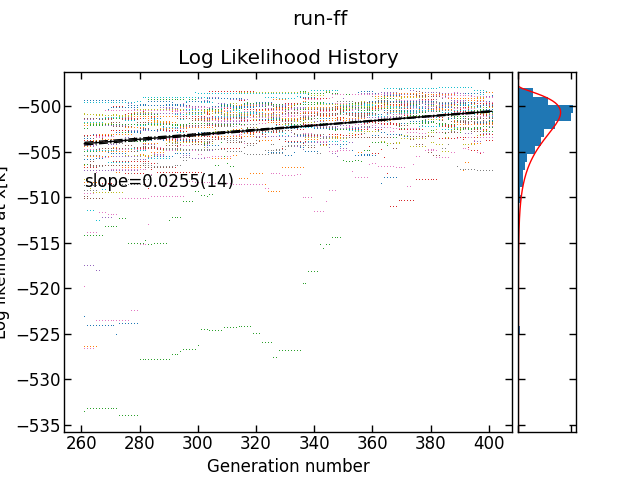 run-ff
Log Likelihood History
Log likelihood at x[K]
−500
−505
−510
−515
−520
−525
−530
−535
slope=0.0255(14)
260 280 300 320 340 360 380 400
Generation number